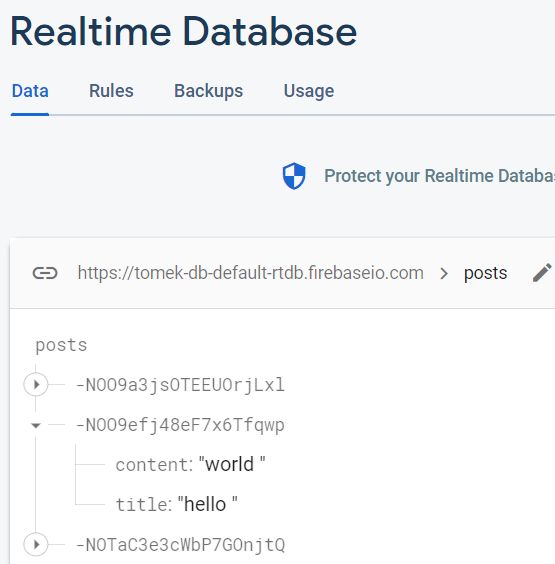 Realtime Database
Data Rules Backups Usage
Protect your Realtime Databa
https://tomek-db-default-rtdb.firebaseio.com > posts
posts
-NOO9a3jsOTEEUOrjLxl
-NOO9efj48eF7x6Tfqwp
content: "world "
title: "hello "
-NOTaC3e3cWbP7GOnjtQ